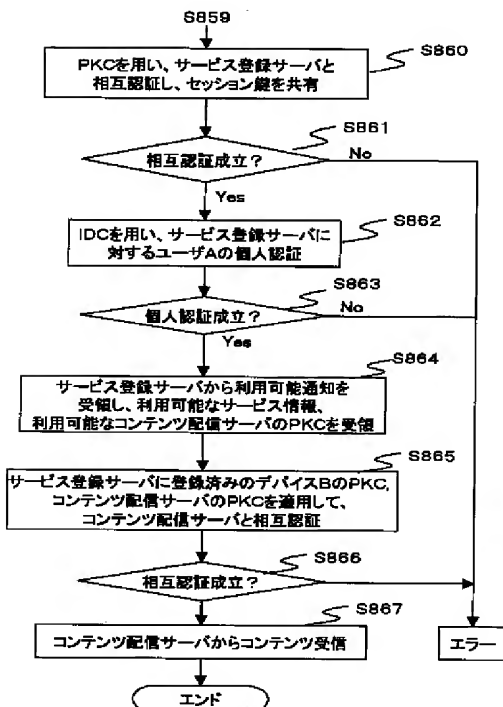 S859
S860
PKCを用い、サービス登録サーバと
相互認証し、セッション鍵を共有
S861
相互認証成立？
No
Yes
S862
IDCを用い、サービス登録サーバに
対するユーザAの個人認証
S863
個人認証成立？
No
Yes
S864
サービス登録サーバから利用可能通知を
受領し、利用可能なサービス情報、
利用可能なコンテンツ配信サーバのPKCを受領
S865
サービス登録サーバに登録済みのデバイスBのPKC,
コンテンツ配信サーバのPKCを適用して、
コンテンツ配信サーバと相互認証
S866
相互認証成立？
S867
コンテンツ配信サーバからコンテンツ受信
エラー
エンド